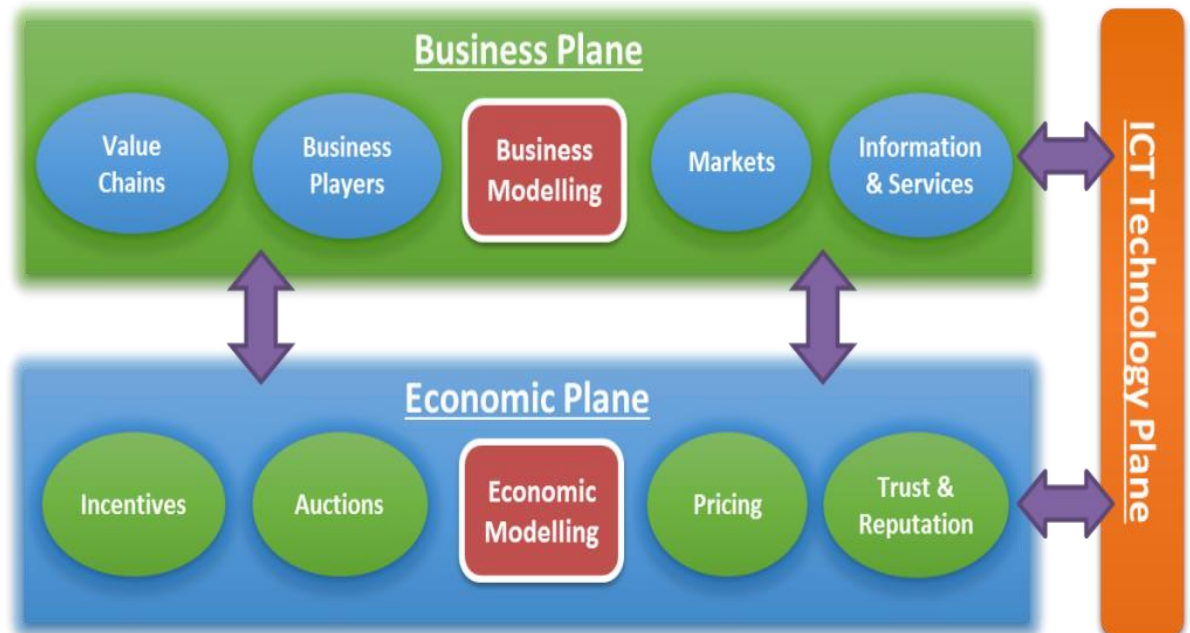 Business Plane
Value
Chains
Business
Players
Business
Modelling
Markets
Information
& Services
Economic Plane
Incentives
Auctions
Economic
Modelling
Pricing
Trust &
Reputation
ICT Technology Plane